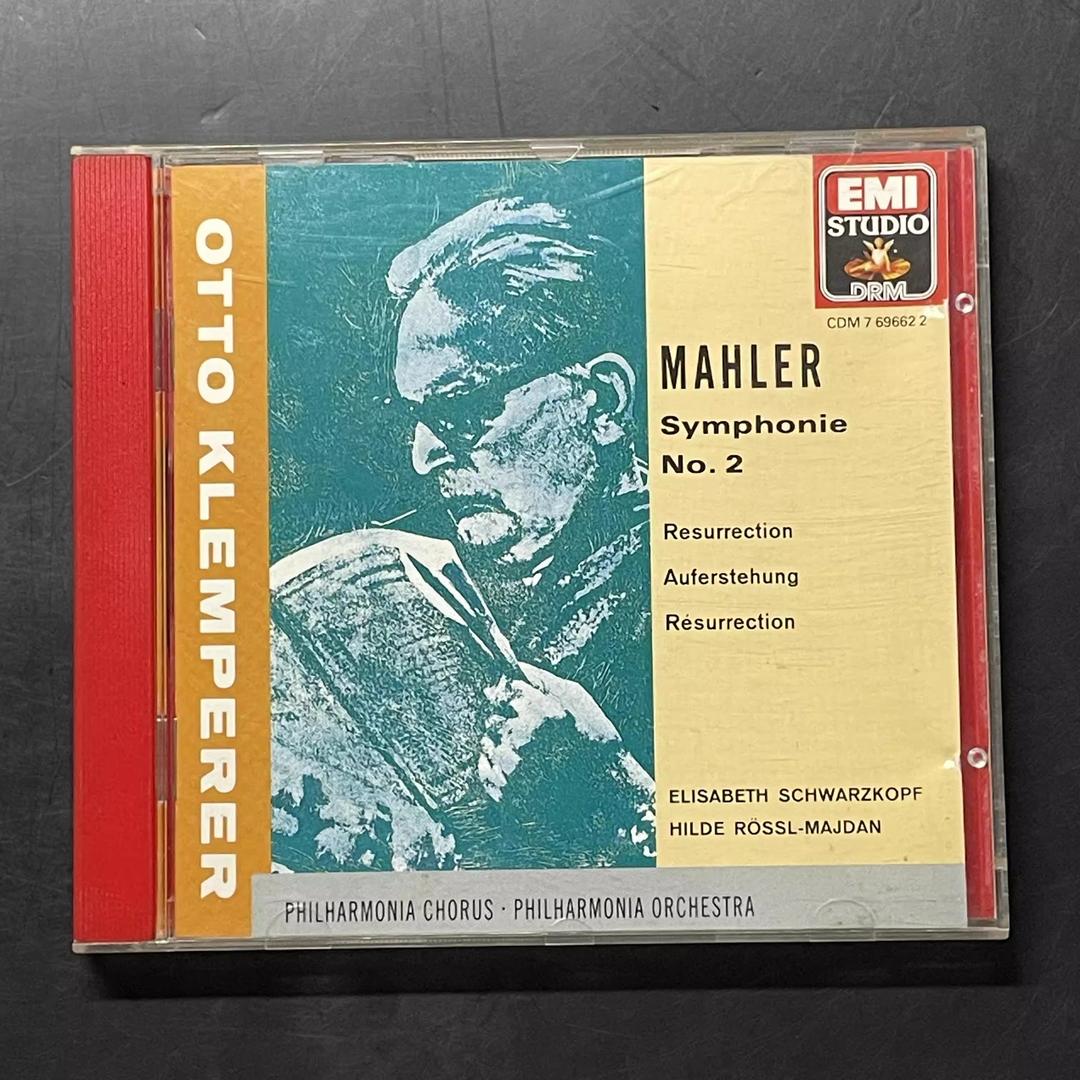 OTTO KLEMPERER
EMI
STUDIO
DRM
CDM 7 69662 2
MAHLER
Symphonie
No. 2
Resurrection
Auferstehung
Résurrection
ELISABETH SCHWARZKOPF
HILDE RÖSSL-MAJDAN
PHILHARMONIA CHORUS · PHILHARMONIA ORCHESTRA